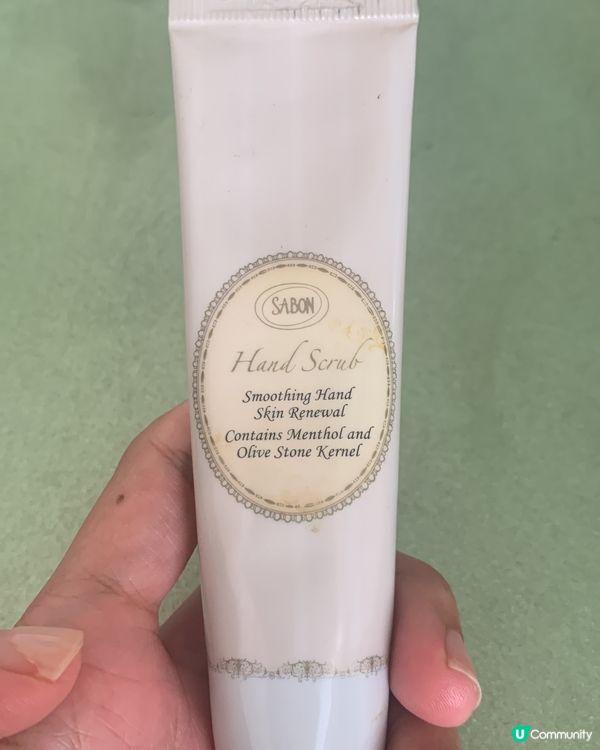 SABON
Hand Scrub
Smoothing Hand
Skin Renewal
Contains Menthol and
Olive Stone Kernel
U Community